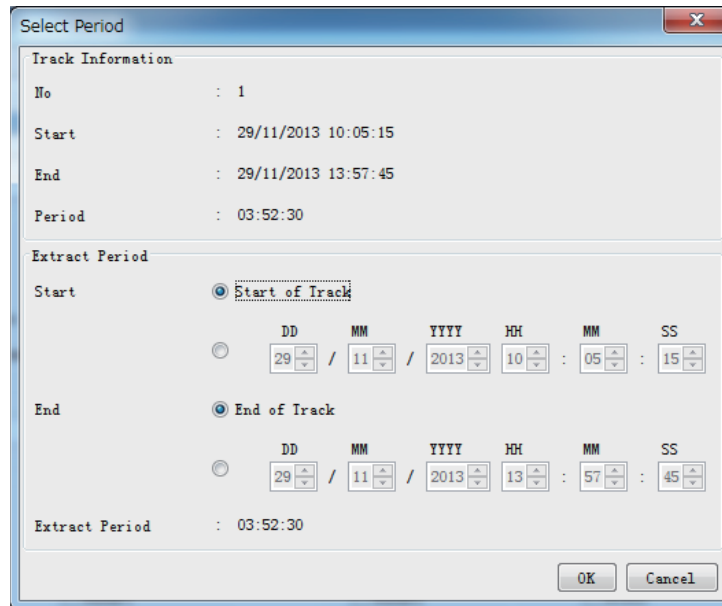 Select Period
Track Information
No : 1
Start : 29/11/2013 10:05:15
End : 29/11/2013 13:57:45
Period : 03:52:30
Extract Period
Start Start of Track
DD MM YYYY HH MM SS
29 / 11 / 2013 10 : 05 : 15
End End of Track
DD MM YYYY HH MM SS
29 / 11 / 2013 13 : 57 : 45
Extract Period : 03:52:30
OK Cancel